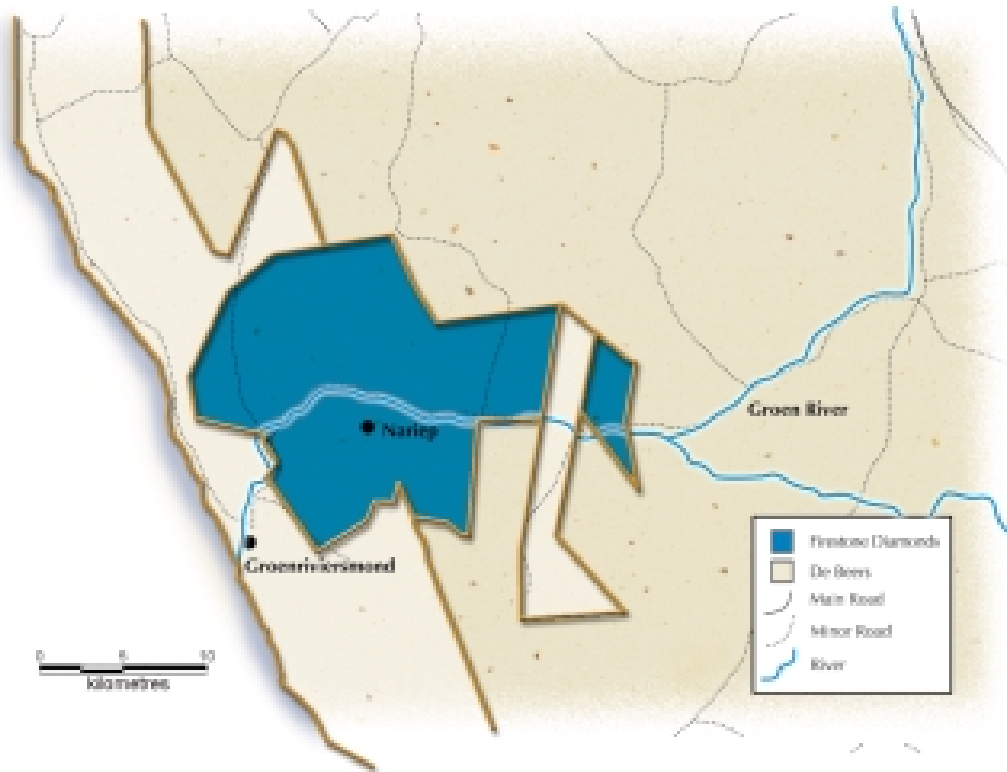 Groen River
Nariep
Groenriviersmond
Firestone Diamonds
De Beers
Main Road
Minor Road
River
0 5 10
kilometres